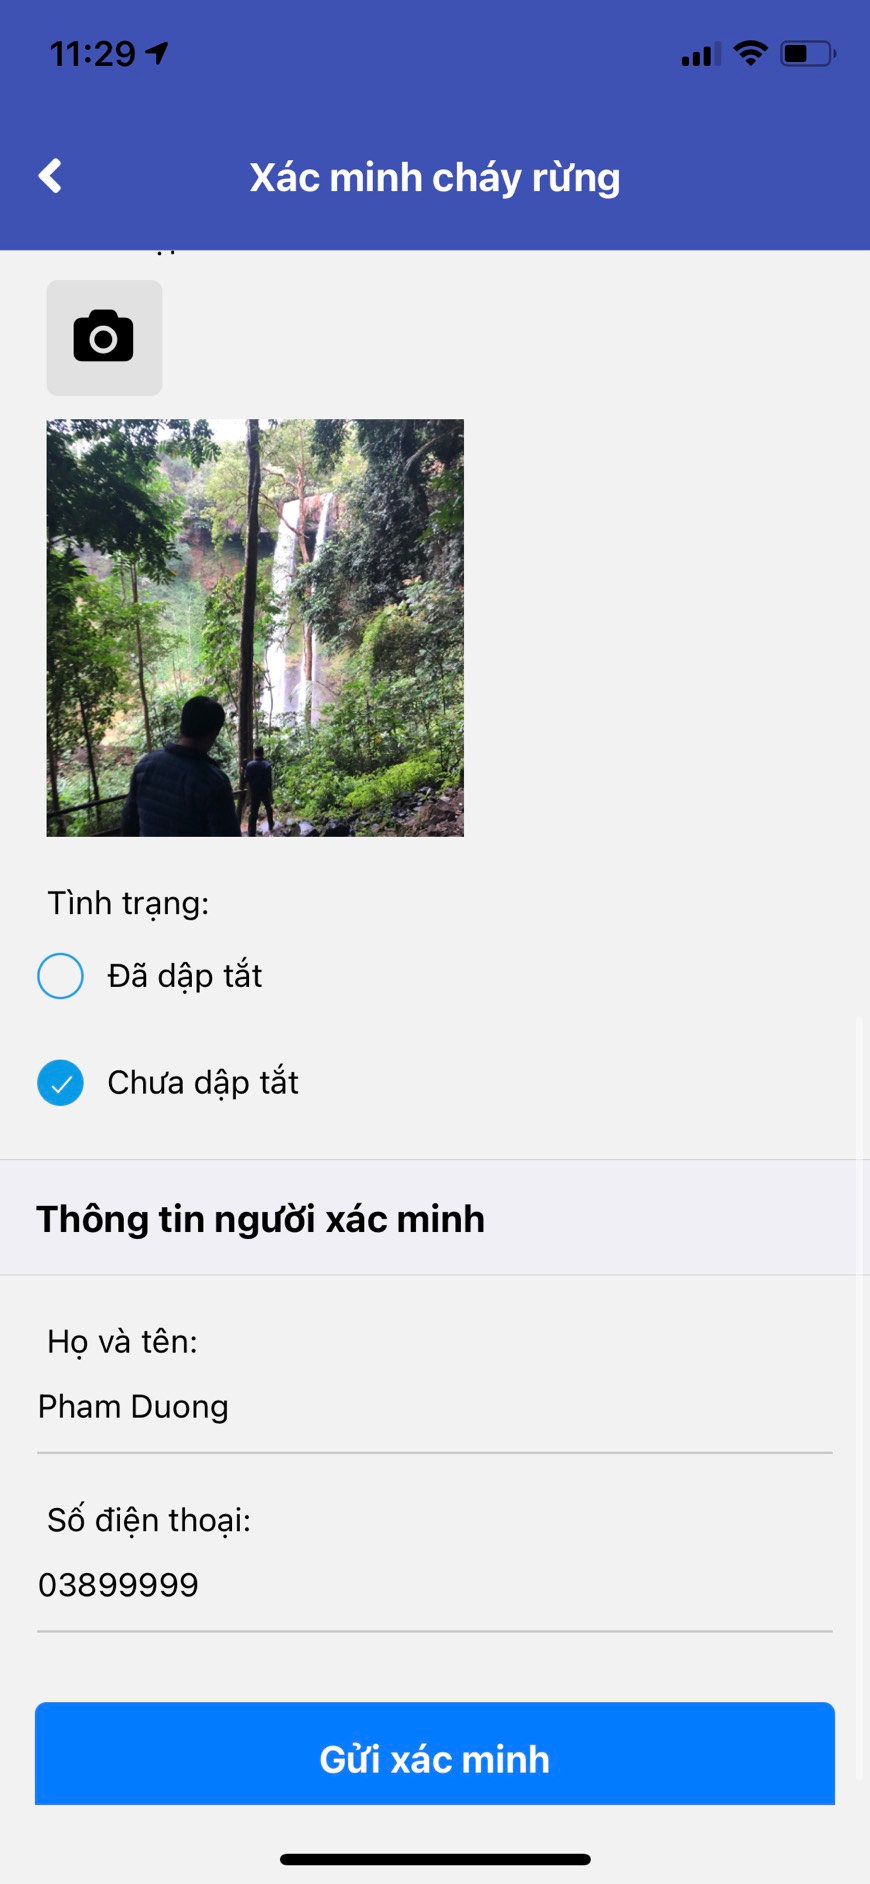 11:29
Xác minh cháy rừng
Tình trạng:
Đã dập tắt
Chưa dập tắt
Thông tin người xác minh
Họ và tên:
Pham Duong
Số điện thoại:
03899999
Gửi xác minh